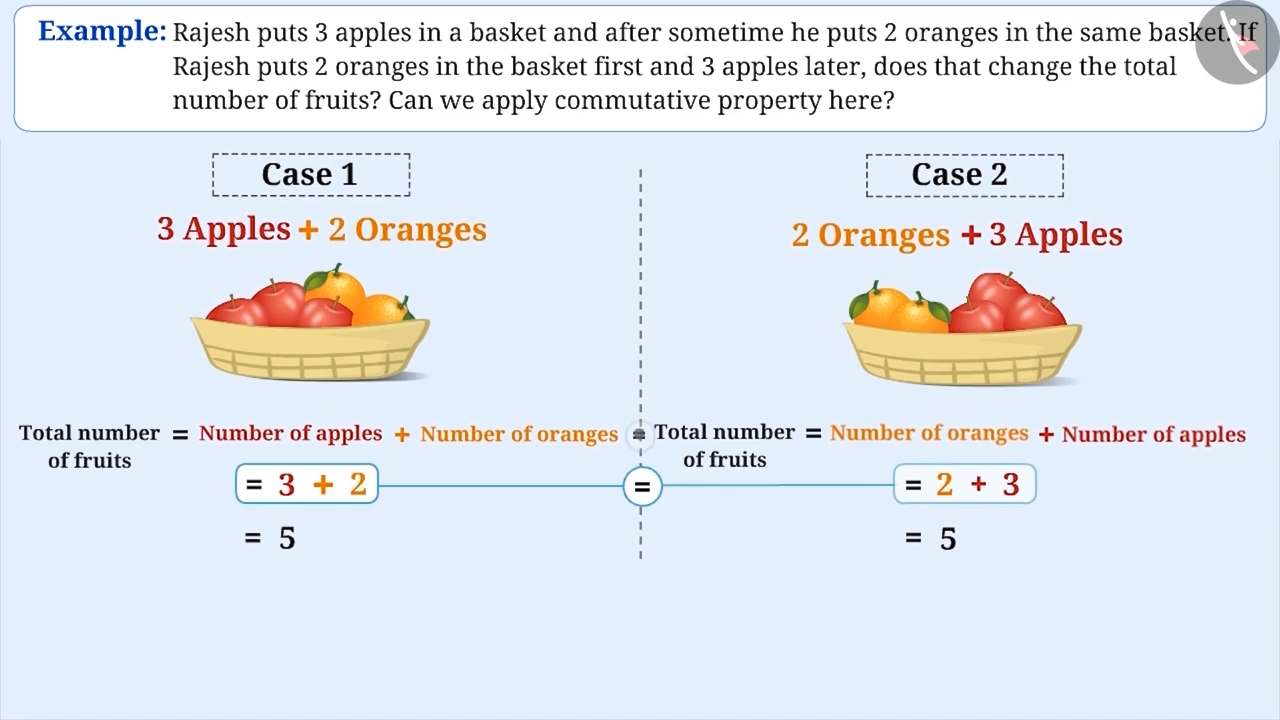 Example: Rajesh puts 3 apples in a basket and after sometime he puts 2 oranges in the same basket. If
Rajesh puts 2 oranges in the basket first and 3 apples later, does that change the total
number of fruits? Can we apply commutative property here?
Case 1
3 Apples + 2 Oranges
Total number = Number of apples + Number of oranges
of fruits
= 3 + 2
= 5
=
=
Case 2
2 Oranges + 3 Apples
Total number = Number of oranges + Number of apples
of fruits
= 2 + 3
= 5